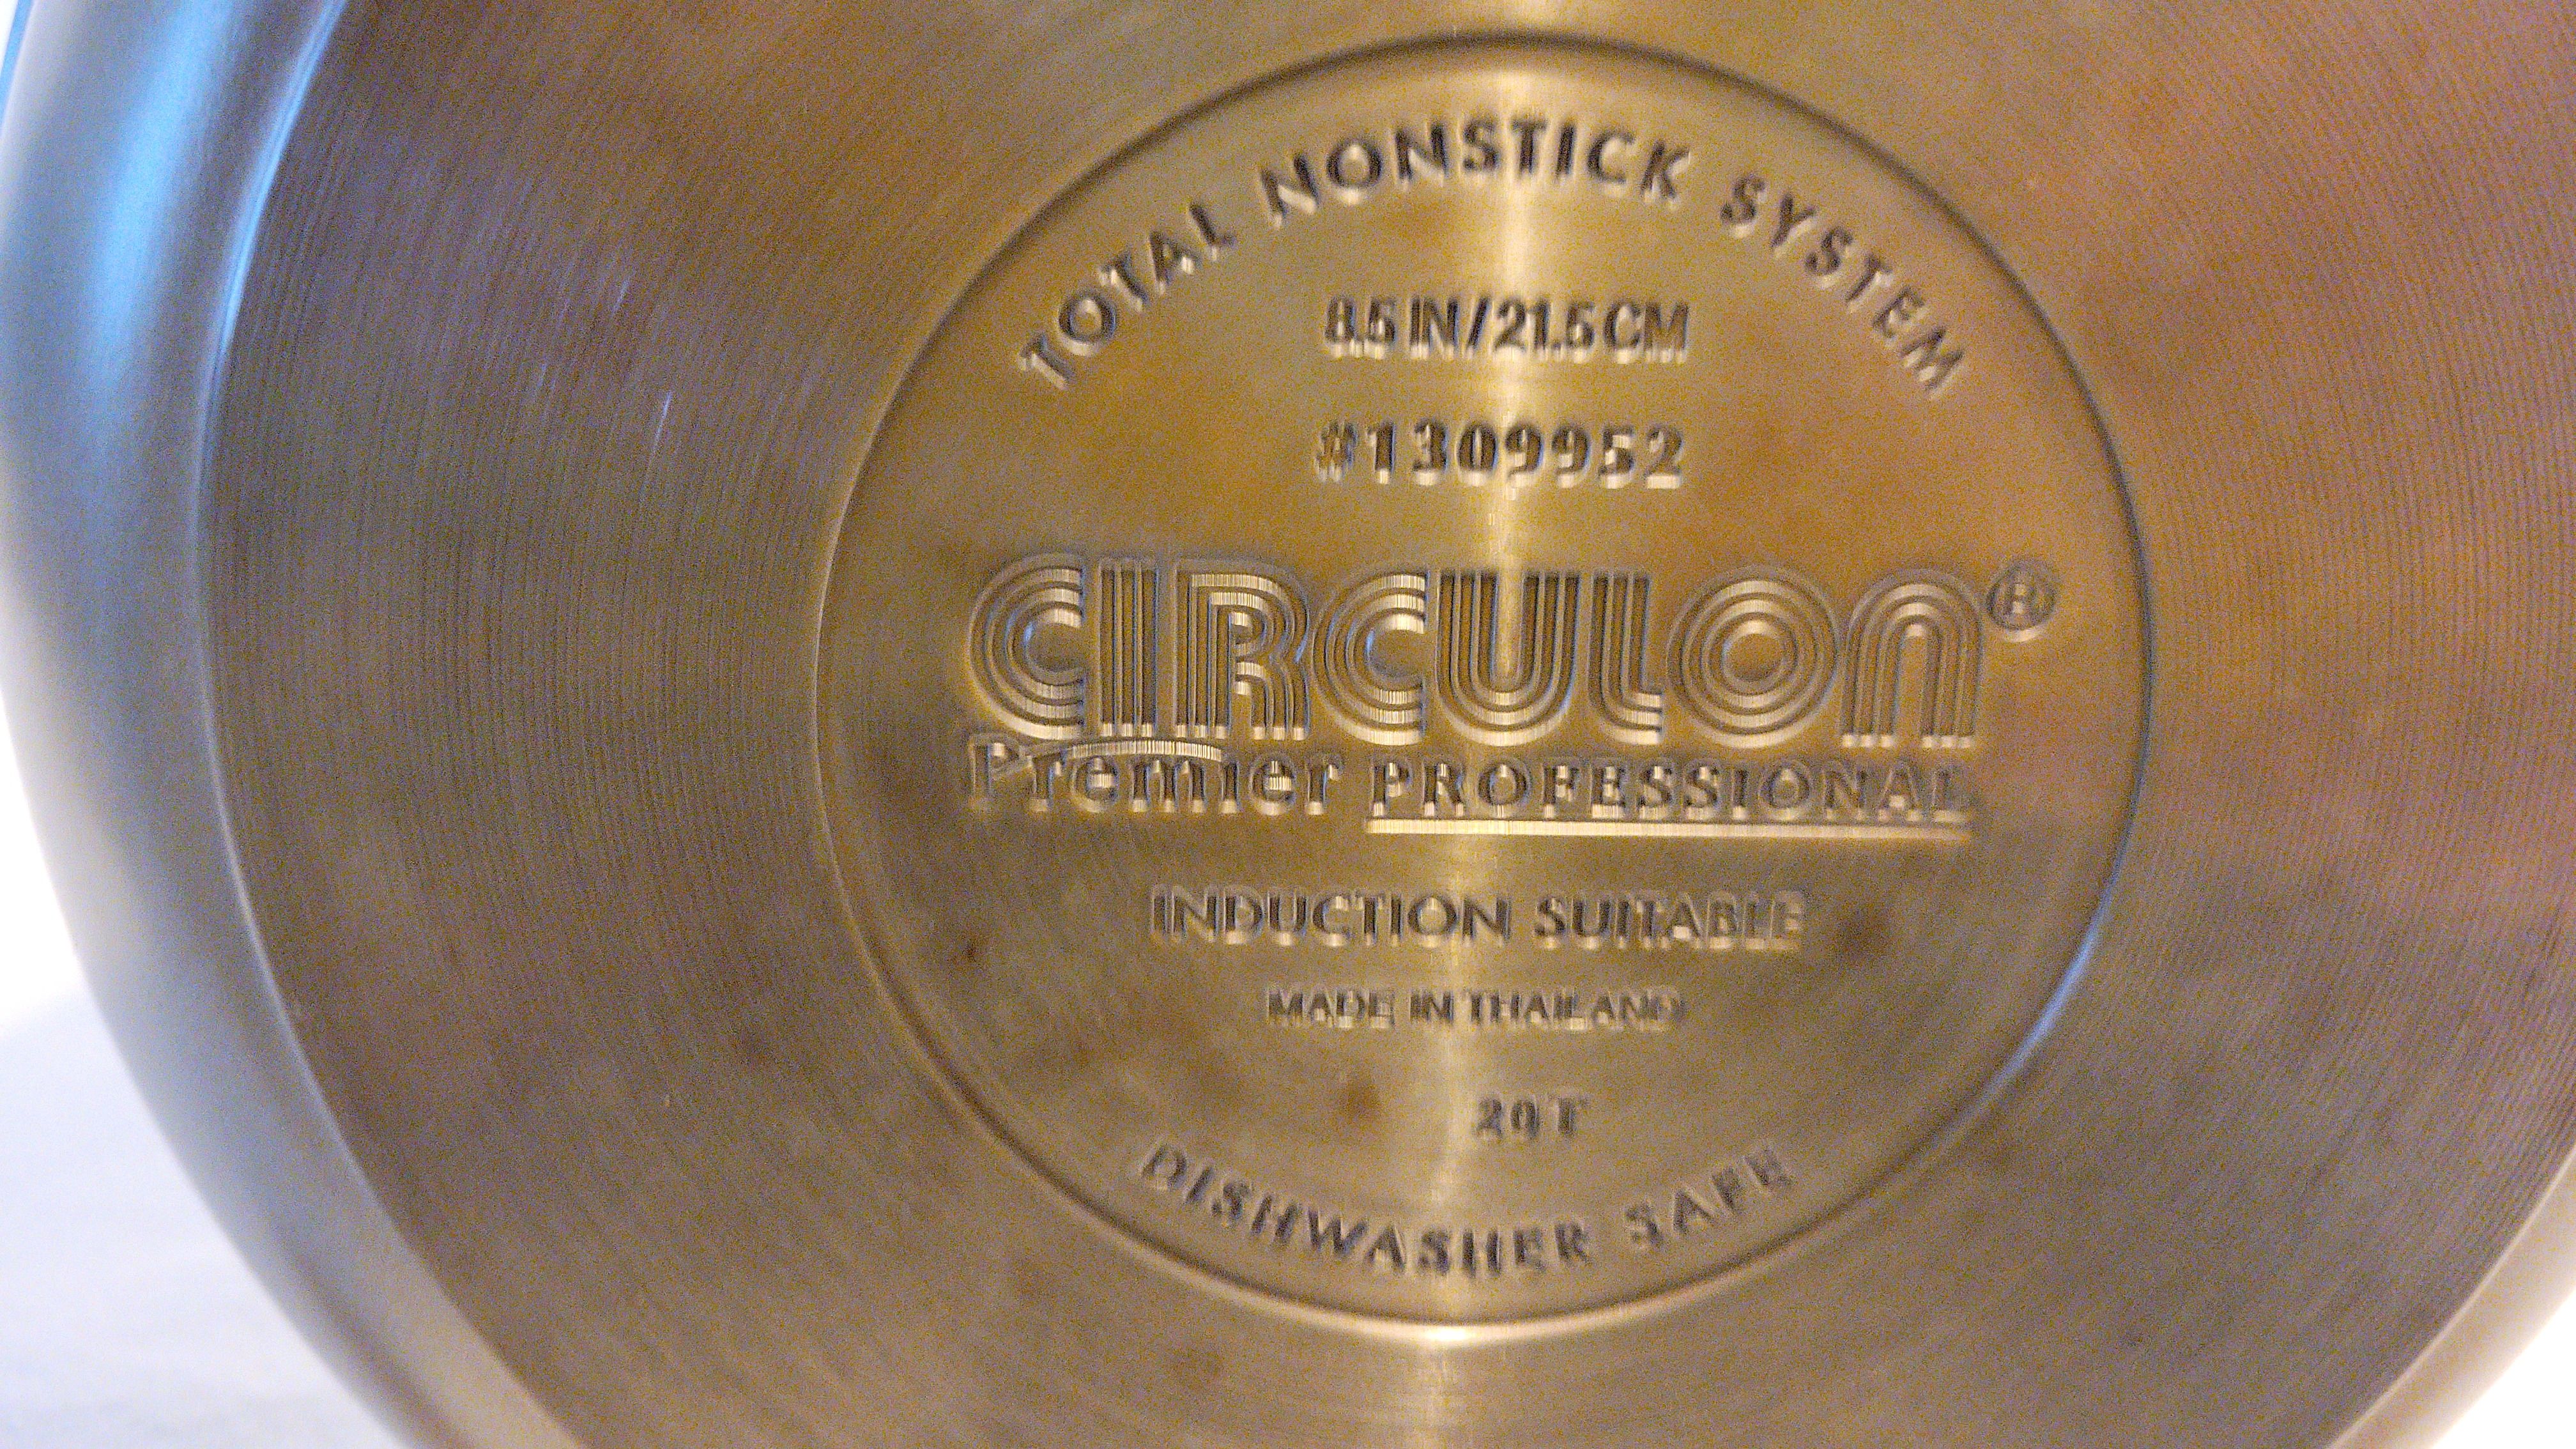 TOTAL NONSTICK SYSTEM
8.5 IN/21.5 CM
#1309952
CIRCULON®
Premier PROFESSIONAL
INDUCTION SUITABLE
MADE IN THAILAND
20 T
DISHWASHER SAFE